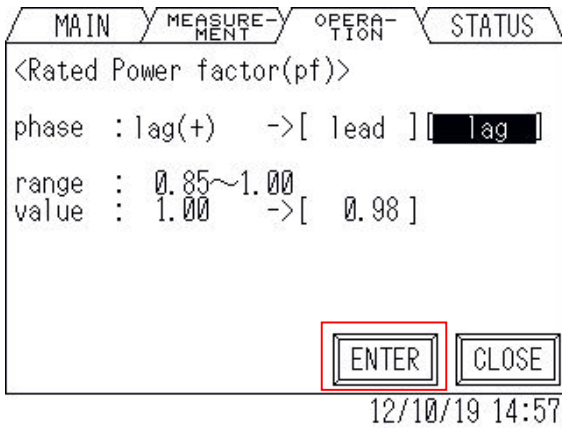 MAIN MEASURE-MENT OPERA-TION STATUS
<Rated Power factor(pf)>
phase : lag(+) ->[ lead ][ lag ]
range : 0.85～1.00
value : 1.00 ->[ 0.98 ]
ENTER CLOSE
12/10/19 14:57